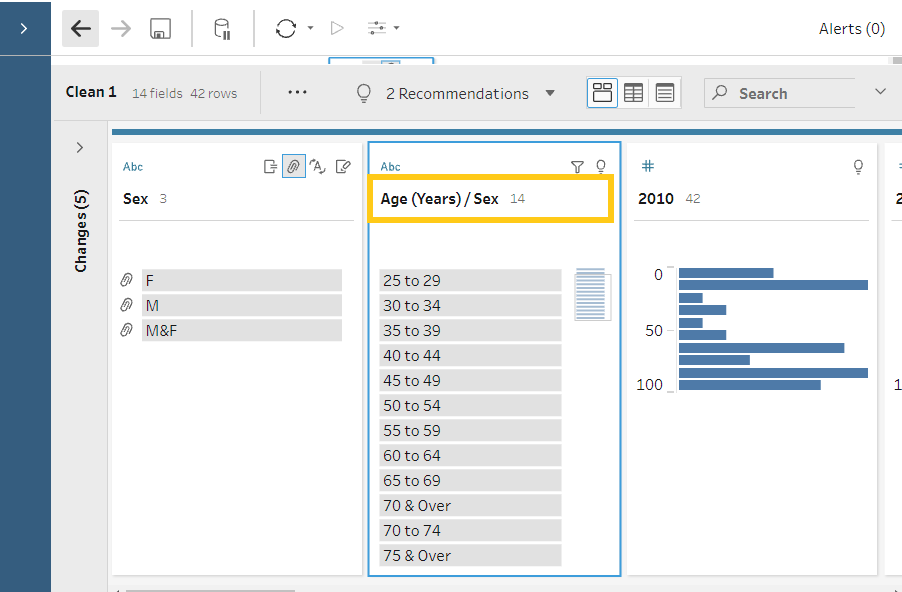 Alerts (0)
Clean 1 14 fields 42 rows
2 Recommendations
Search
Changes (5)
Abc
Sex 3
F
M
M&F
Abc
Age (Years) / Sex 14
25 to 29
30 to 34
35 to 39
40 to 44
45 to 49
50 to 54
55 to 59
60 to 64
65 to 69
70 & Over
70 to 74
75 & Over
#
2010 42
0
50
100